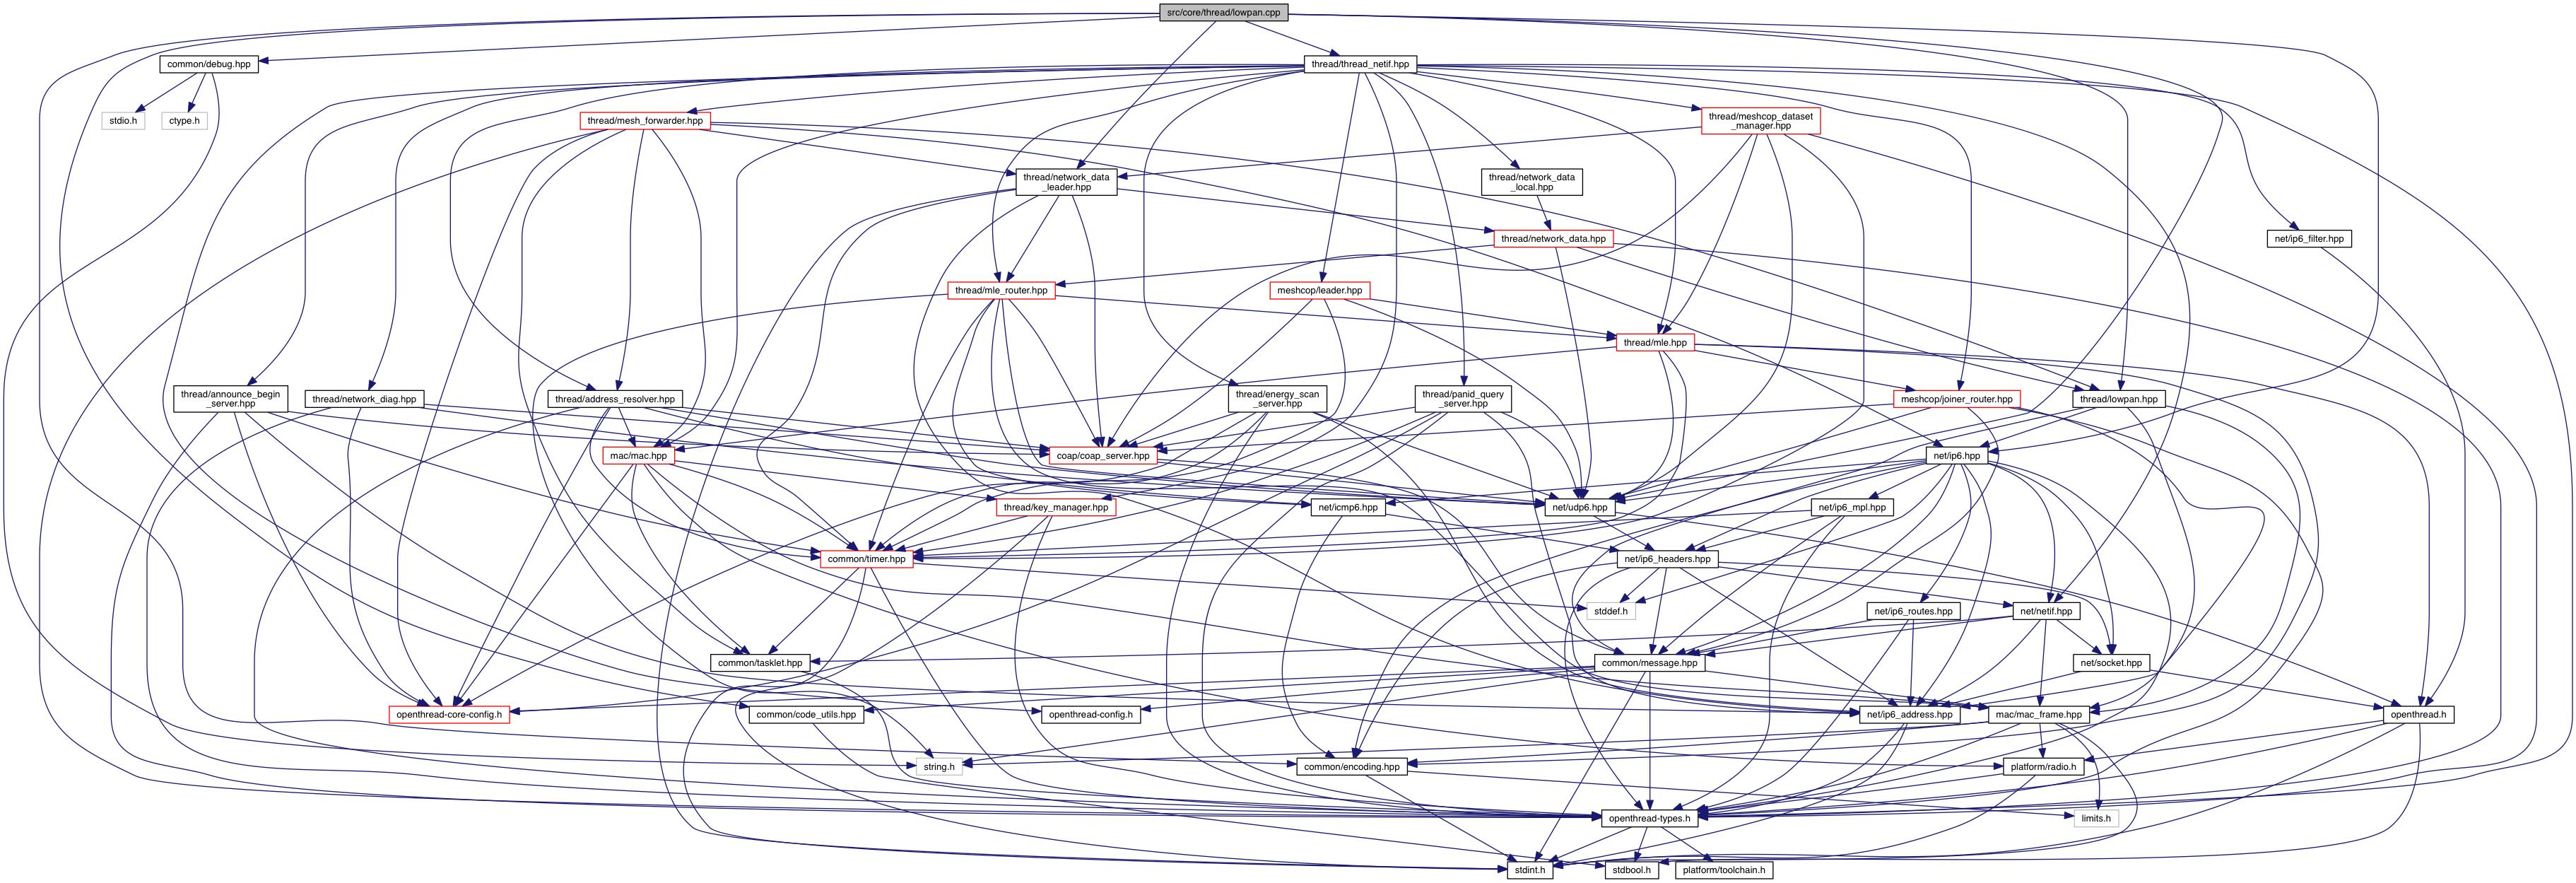 src/core/thread/lowpan.cpp
common/debug.hpp
thread/thread_netif.hpp
stdio.h
ctype.h
thread/mesh_forwarder.hpp
thread/meshcop_dataset
_manager.hpp
thread/network_data
_leader.hpp
thread/network_data
_local.hpp
thread/network_data.hpp
net/ip6_filter.hpp
thread/mle_router.hpp
meshcop/leader.hpp
thread/mle.hpp
thread/announce_begin
_server.hpp
thread/network_diag.hpp
thread/address_resolver.hpp
thread/energy_scan
_server.hpp
thread/panid_query
_server.hpp
meshcop/joiner_router.hpp
thread/lowpan.hpp
mac/mac.hpp
coap/coap_server.hpp
net/ip6.hpp
thread/key_manager.hpp
net/icmp6.hpp
net/udp6.hpp
net/ip6_mpl.hpp
common/timer.hpp
net/ip6_headers.hpp
stddef.h
net/ip6_routes.hpp
net/netif.hpp
common/tasklet.hpp
common/message.hpp
net/socket.hpp
openthread-core-config.h
common/code_utils.hpp
openthread-config.h
net/ip6_address.hpp
mac/mac_frame.hpp
openthread.h
string.h
common/encoding.hpp
platform/radio.h
openthread-types.h
limits.h
stdint.h
stdbool.h
platform/toolchain.h